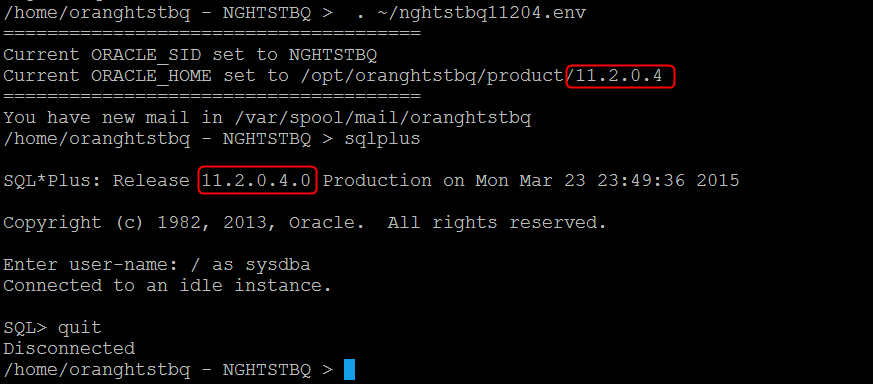 /home/oranghtstbq - NGHTSTBQ >  . ~/nghtstbq11204.env
======================================
Current ORACLE_SID set to NGHTSTBQ
Current ORACLE_HOME set to /opt/oranghtstbq/product/11.2.0.4
======================================
You have new mail in /var/spool/mail/oranghtstbq
/home/oranghtstbq - NGHTSTBQ > sqlplus
SQL*Plus: Release 11.2.0.4.0 Production on Mon Mar 23 23:49:36 2015
Copyright (c) 1982, 2013, Oracle.  All rights reserved.
Enter user-name: / as sysdba
Connected to an idle instance.
SQL> quit
Disconnected
/home/oranghtstbq - NGHTSTBQ >